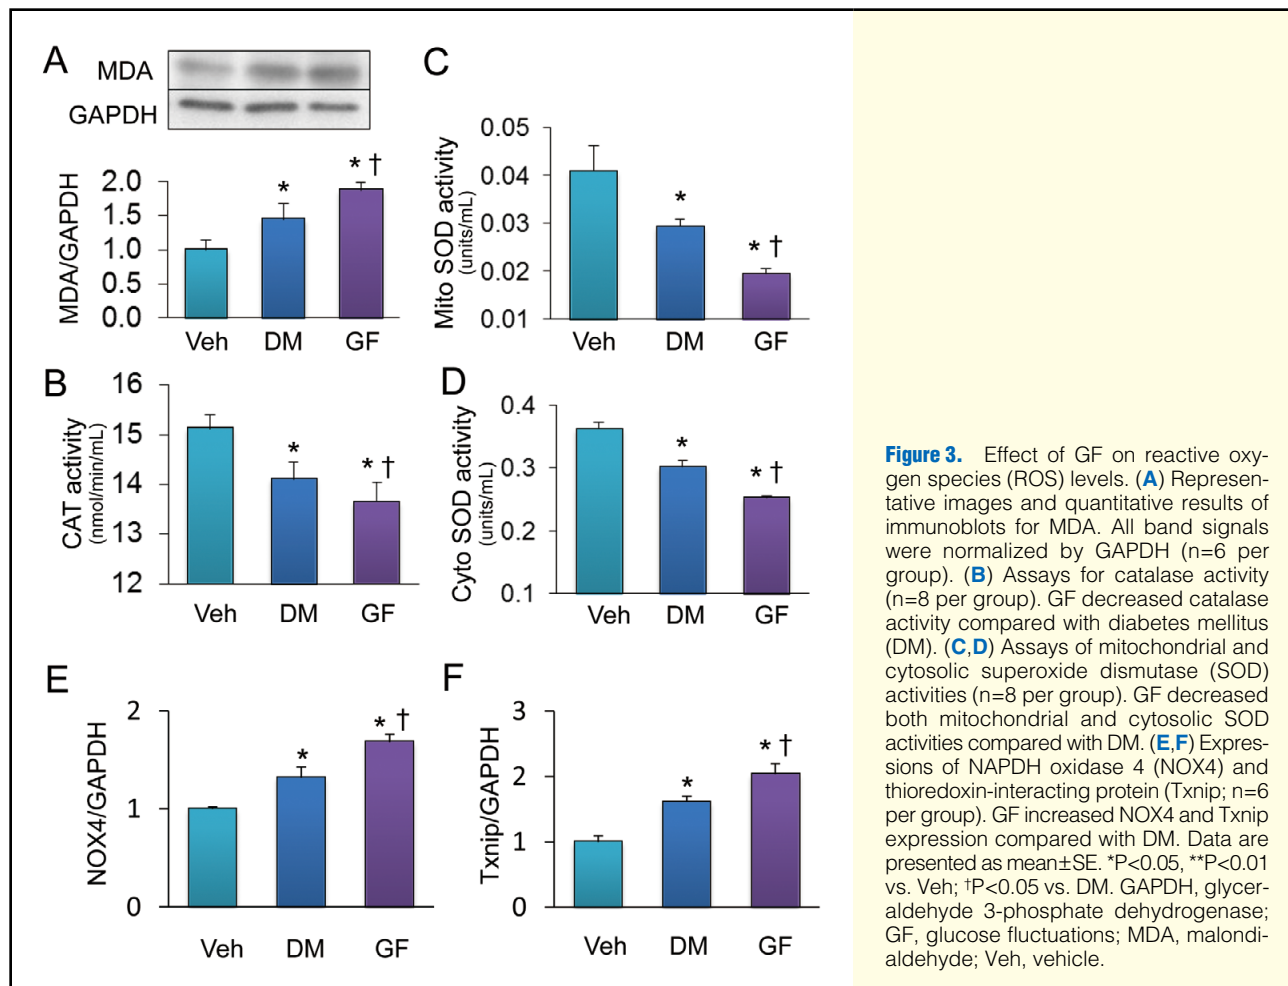 A
MDA
GAPDH
MDA/GAPDH
2.0
1.5
1.0
0.5
0.0
*
* †
Veh DM GF
C
Mito SOD activity
(units/mL)
0.05
0.04
0.03
0.02
0.01
*
* †
Veh DM GF
B
CAT activity
(nmol/min/mL)
16
15
14
13
12
*
* †
Veh DM GF
D
Cyto SOD activity
(units/mL)
0.4
0.3
0.2
0.1
*
* †
Veh DM GF
E
NOX4/GAPDH
2
1
0
*
* †
Veh DM GF
F
Txnip/GAPDH
3
2
1
0
*
* †
Veh DM GF
Figure 3. Effect of GF on reactive oxy-
gen species (ROS) levels. (A) Represen-
tative images and quantitative results of
immunoblots for MDA. All band signals
were normalized by GAPDH (n=6 per
group). (B) Assays for catalase activity
(n=8 per group). GF decreased catalase
activity compared with diabetes mellitus
(DM). (C,D) Assays of mitochondrial and
cytosolic superoxide dismutase (SOD)
activities (n=8 per group). GF decreased
both mitochondrial and cytosolic SOD
activities compared with DM. (E,F) Expres-
sions of NAPDH oxidase 4 (NOX4) and
thioredoxin-interacting protein (Txnip; n=6
per group). GF increased NOX4 and Txnip
expression compared with DM. Data are
presented as mean±SE. *P<0.05, **P<0.01
vs. Veh; †P<0.05 vs. DM. GAPDH, glycer-
aldehyde 3-phosphate dehydrogenase;
GF, glucose fluctuations; MDA, malondi-
aldehyde; Veh, vehicle.